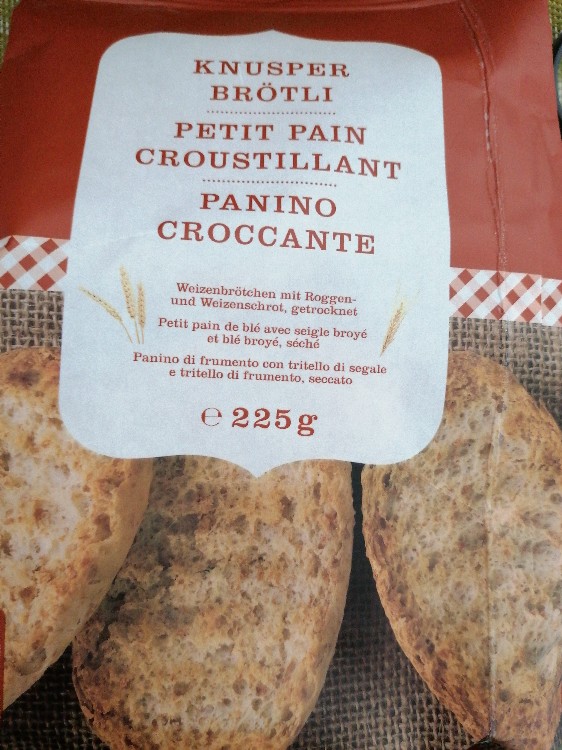 KNUSPER
BRÖTLI
PETIT PAIN
CROUSTILLANT
PANINO
CROCCANTE
Weizenbrötchen mit Roggen-
und Weizenschrot, getrocknet
Petit pain de blé avec seigle broyé
et blé broyé, séché
Panino di frumento con tritello di segale
e tritello di frumento, seccato
℮ 225g